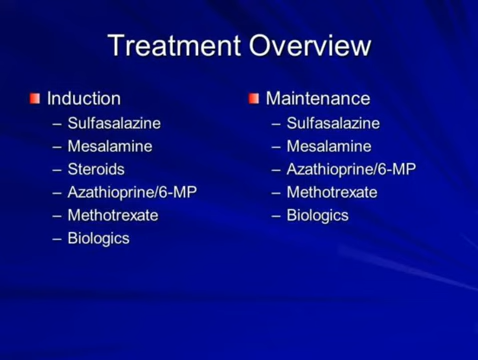 Treatment Overview
Induction
– Sulfasalazine
– Mesalamine
– Steroids
– Azathioprine/6-MP
– Methotrexate
– Biologics
Maintenance
– Sulfasalazine
– Mesalamine
– Azathioprine/6-MP
– Methotrexate
– Biologics